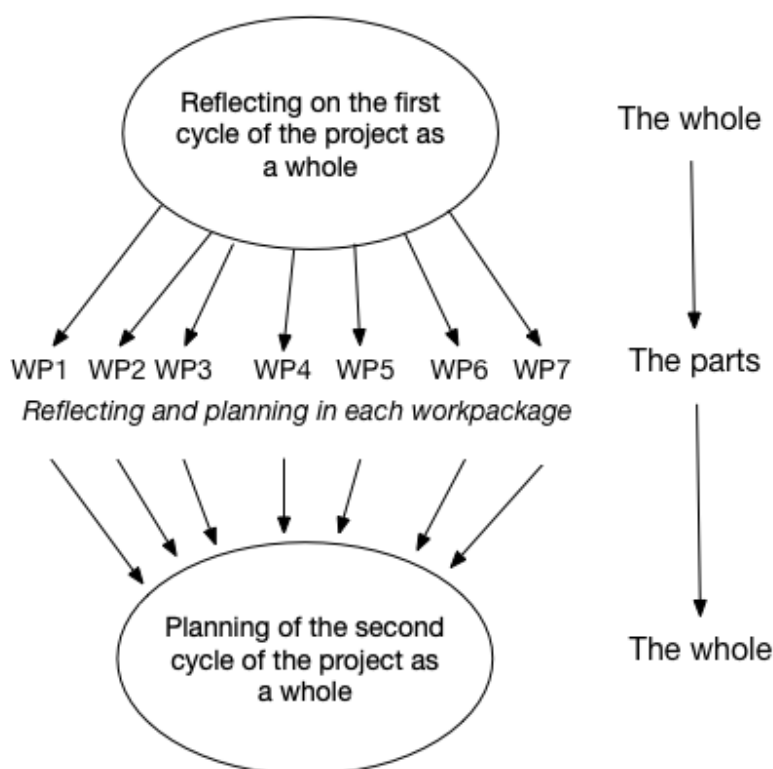 Reflecting on the first
cycle of the project as
a whole
The whole
WP1 WP2 WP3 WP4 WP5 WP6 WP7
The parts
Reflecting and planning in each workpackage
Planning of the second
cycle of the project as
a whole
The whole